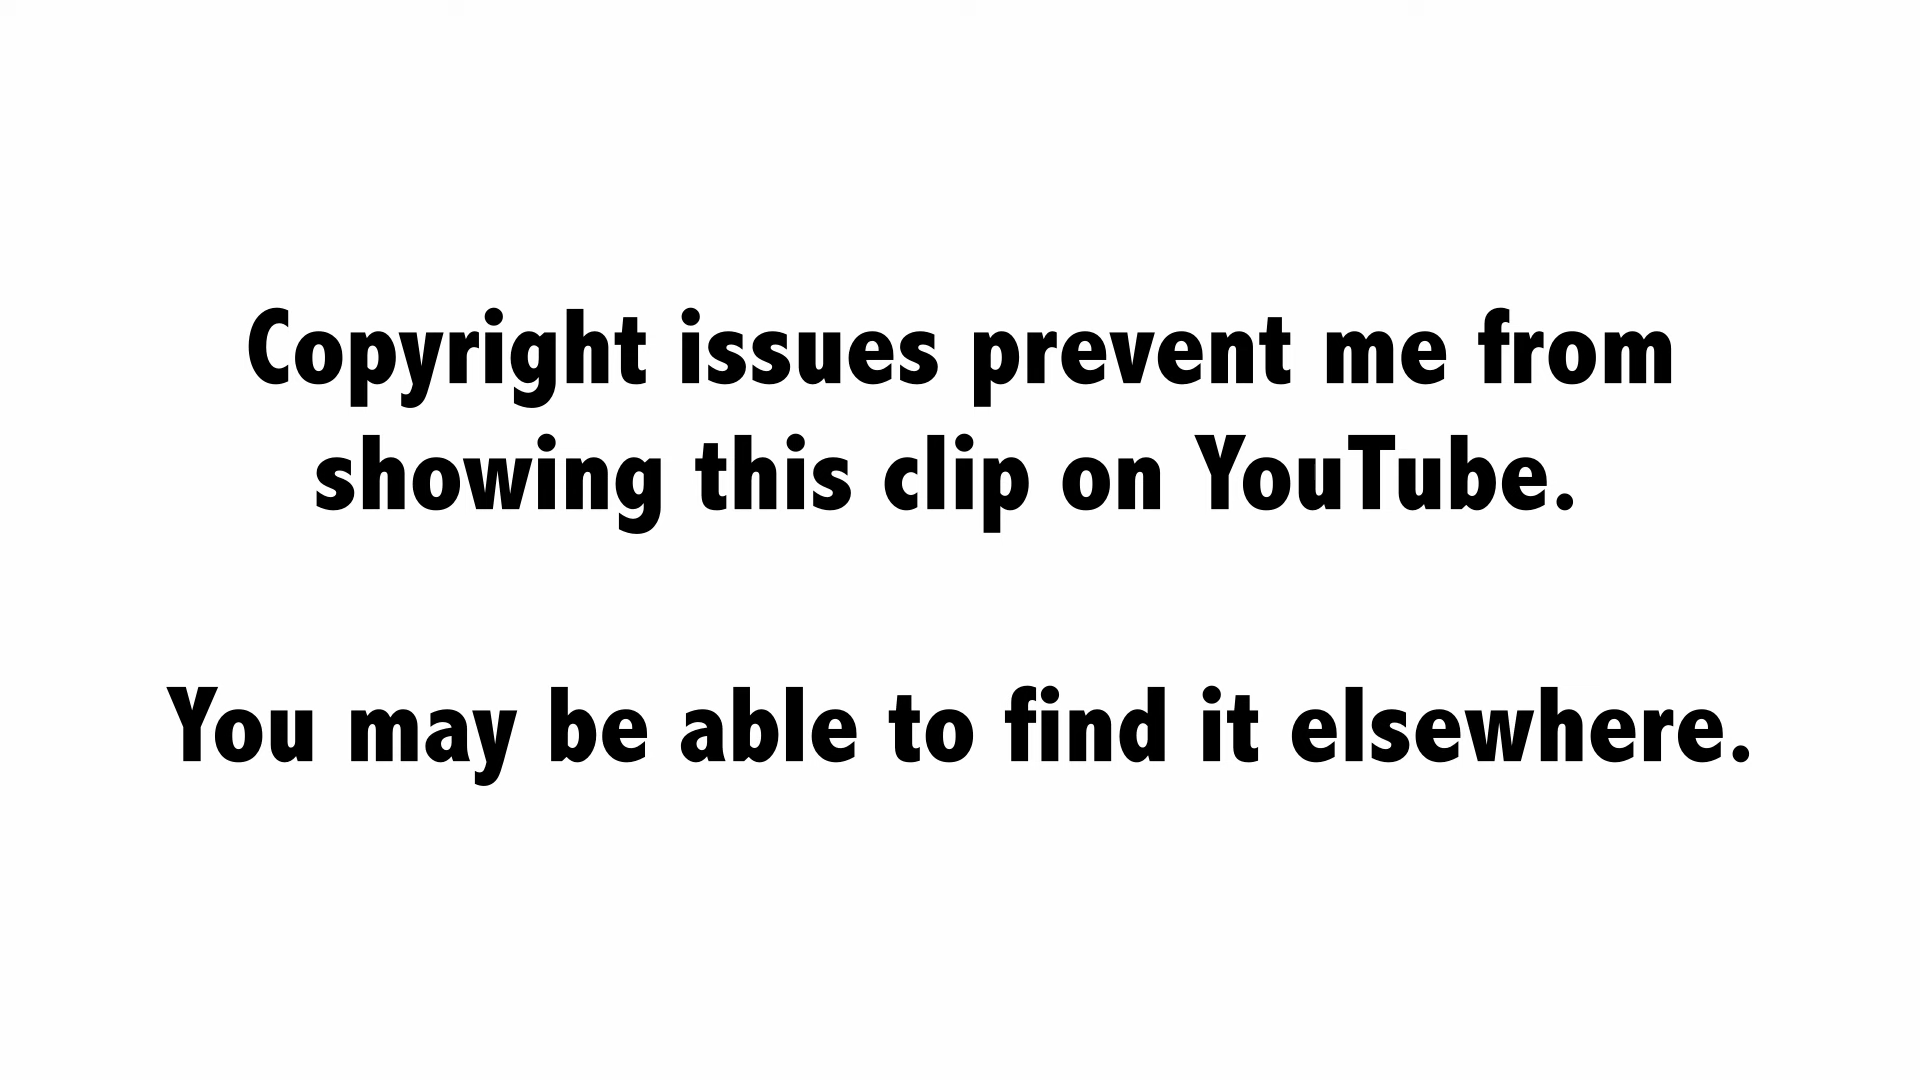 Copyright issues prevent me from
showing this clip on YouTube.
You may be able to find it elsewhere.